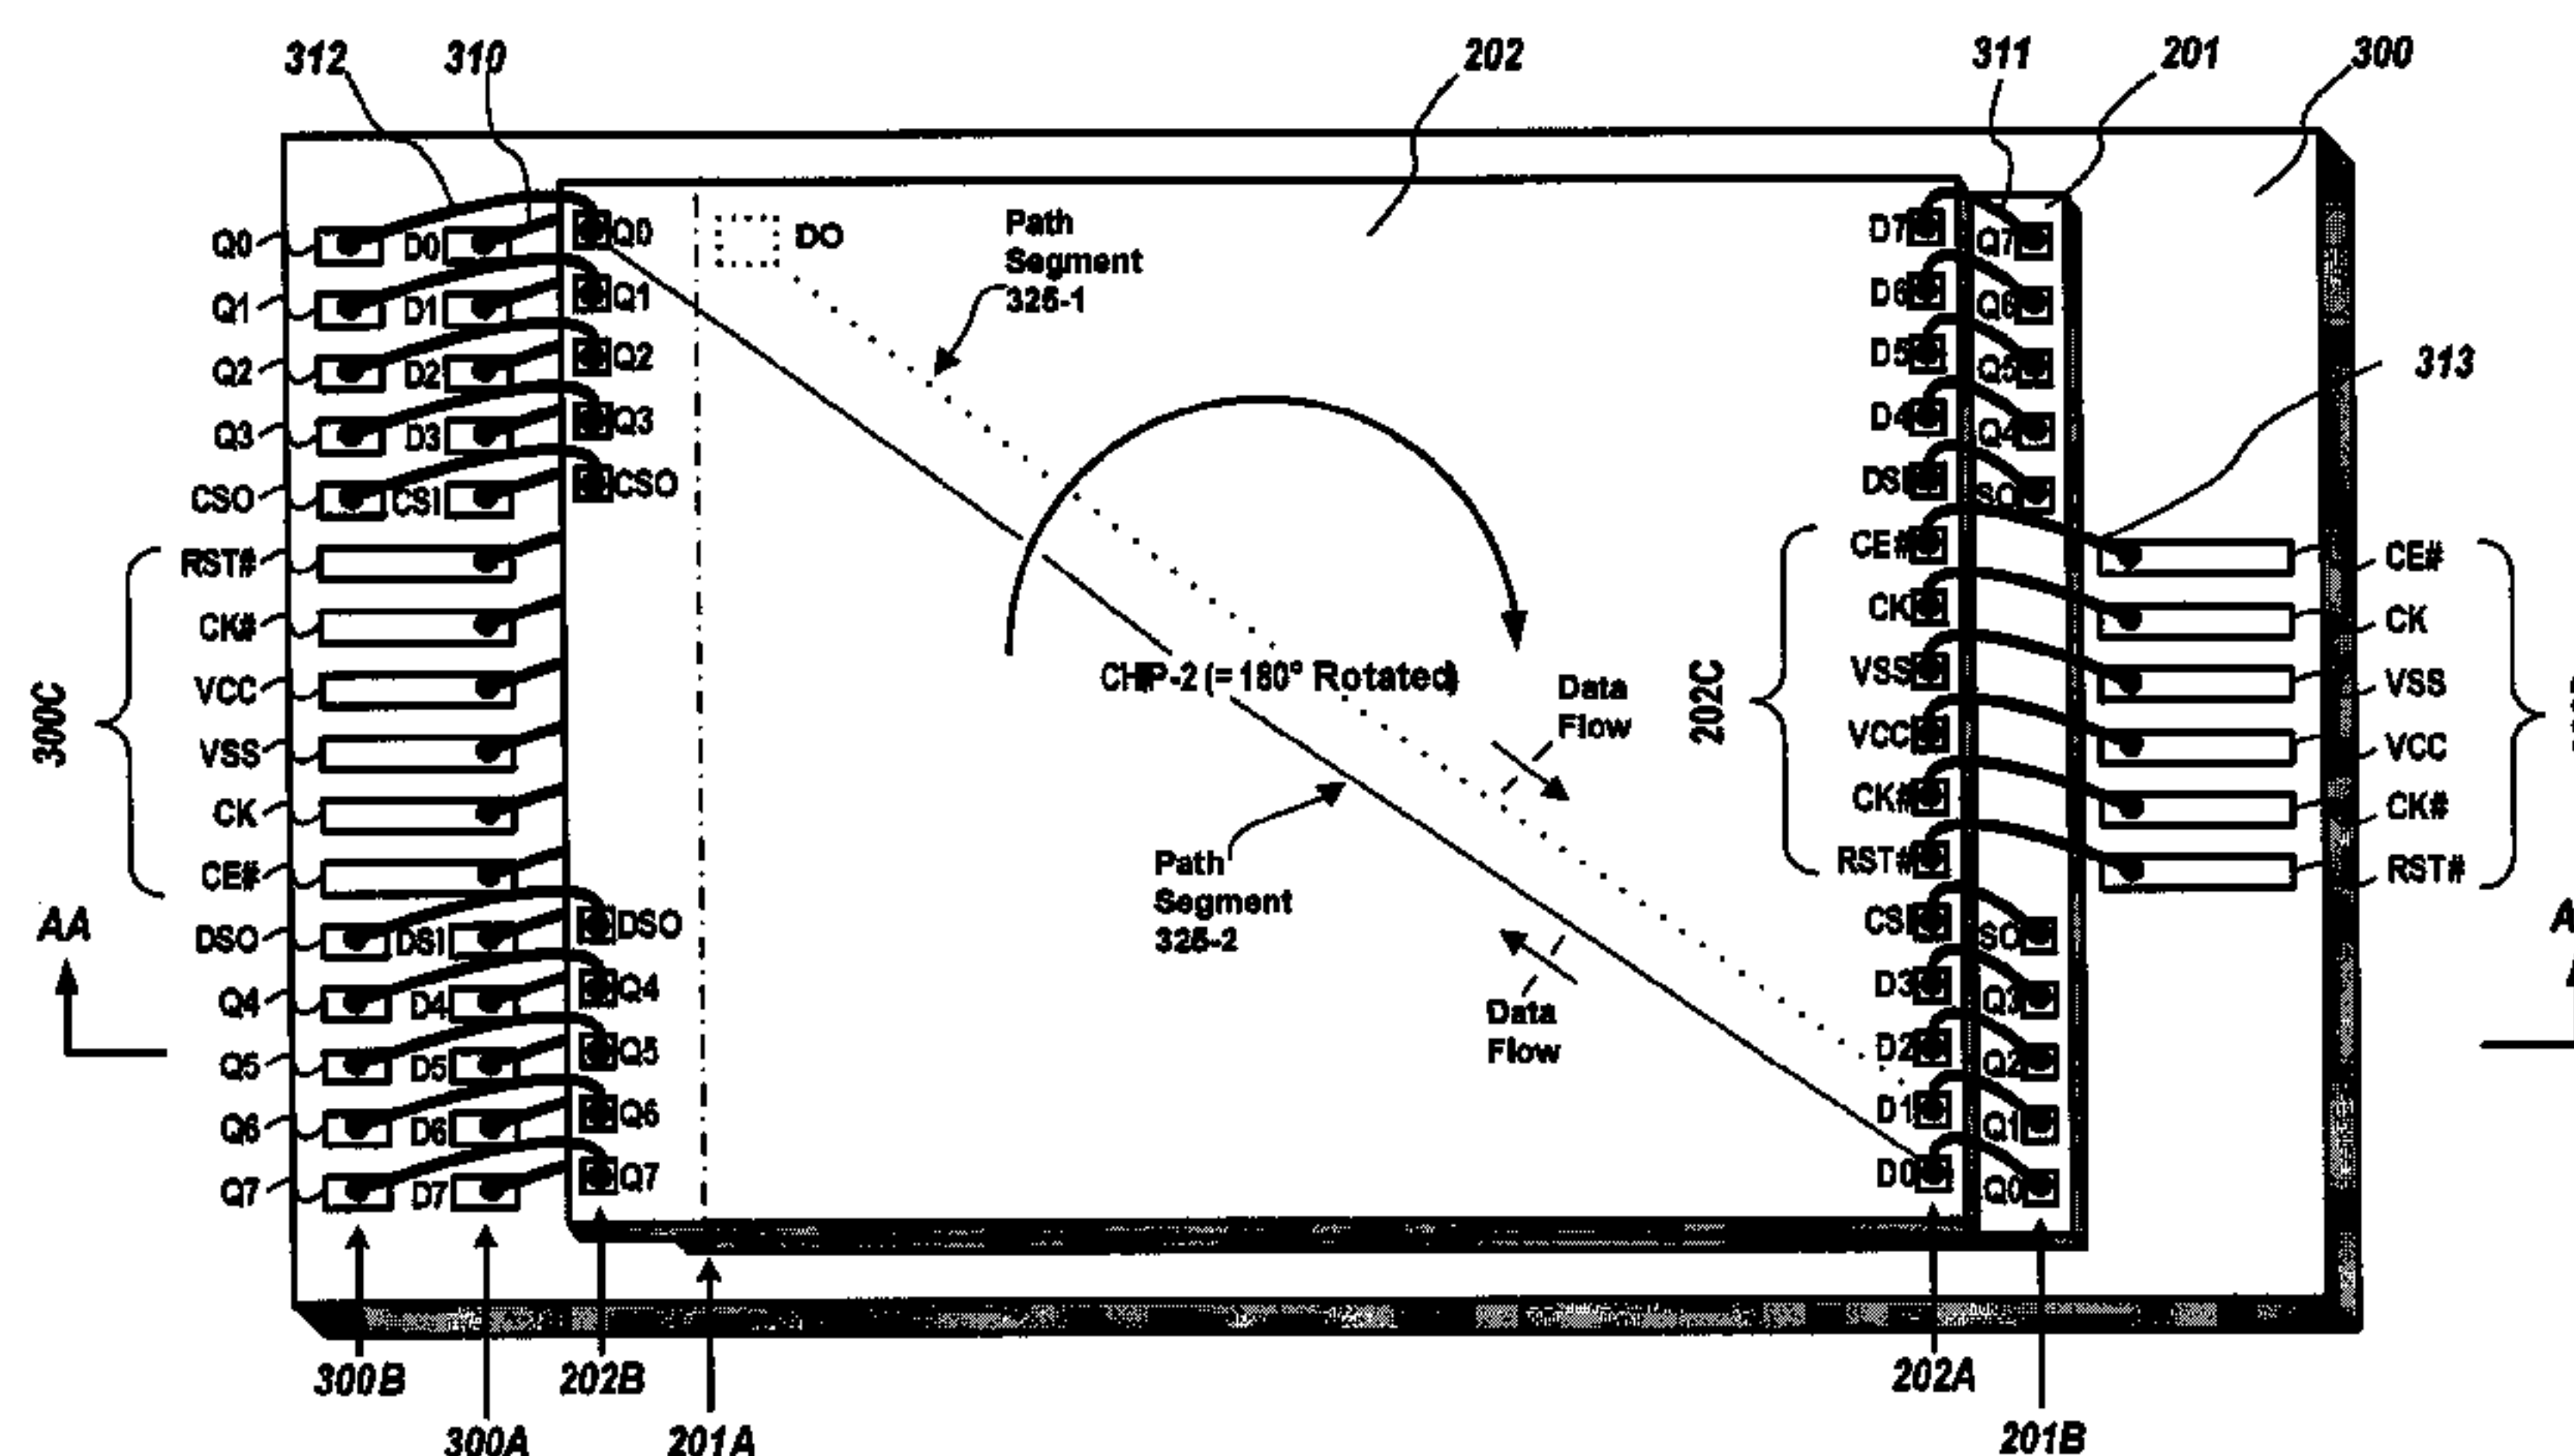 312
310
202
311
201
300
Q0
D0
Q0
DO
Path
Segment
325-1
D7
Q7
Q1
D1
Q1
D6
Q6
Q2
D2
Q2
D5
Q5
313
Q3
D3
Q3
D4
Q4
CSO
CSI
CSO
DSI
SO
RST#
CE#
CE#
CK#
CK
CK
300C
VCC
CHIP-2 (= 180° Rotated)
Data
Flow
202C
VSS
VSS
VSS
VCC
VCC
CK
CK#
CK#
CE#
Path
Segment
325-2
RST#
RST#
AA
DSO
DSI
DSO
CSI
SO
Q4
D4
Q4
Data
Flow
D3
Q3
Q5
D5
Q5
D2
Q2
Q6
D6
Q6
D1
Q1
Q7
D7
Q7
D0
Q0
300B
300A
202B
201A
202A
201B